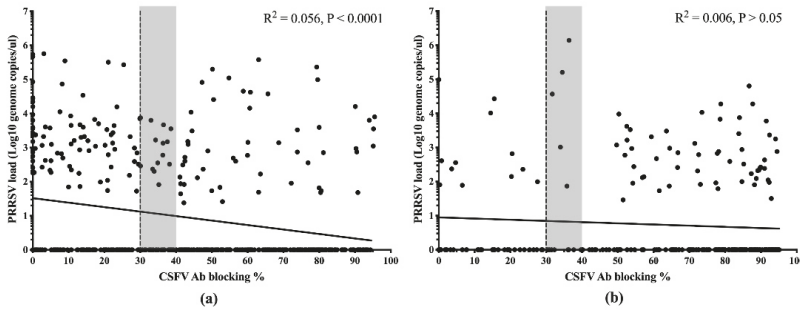 (a)
(b)
R² = 0.056, P < 0.0001
R² = 0.006, P > 0.05
PRRSV load (Log10 genome copies/ul)
7
6
5
4
3
2
1
0
0 10 20 30 40 50 60 70 80 90 100
CSFV Ab blocking %
(a)
PRRSV load (Log10 genome copies/ul)
7
6
5
4
3
2
1
0
0 10 20 30 40 50 60 70 80 90
CSFV Ab blocking %
(b)